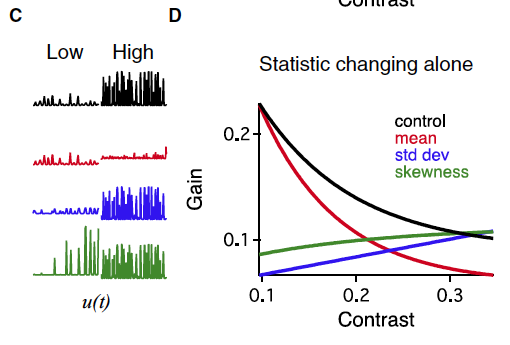 Contrast
C
D
Low High
Statistic changing alone
control
mean
std dev
skewness
0.2
0.1
Gain
0.1 0.2 0.3
Contrast
u(t)